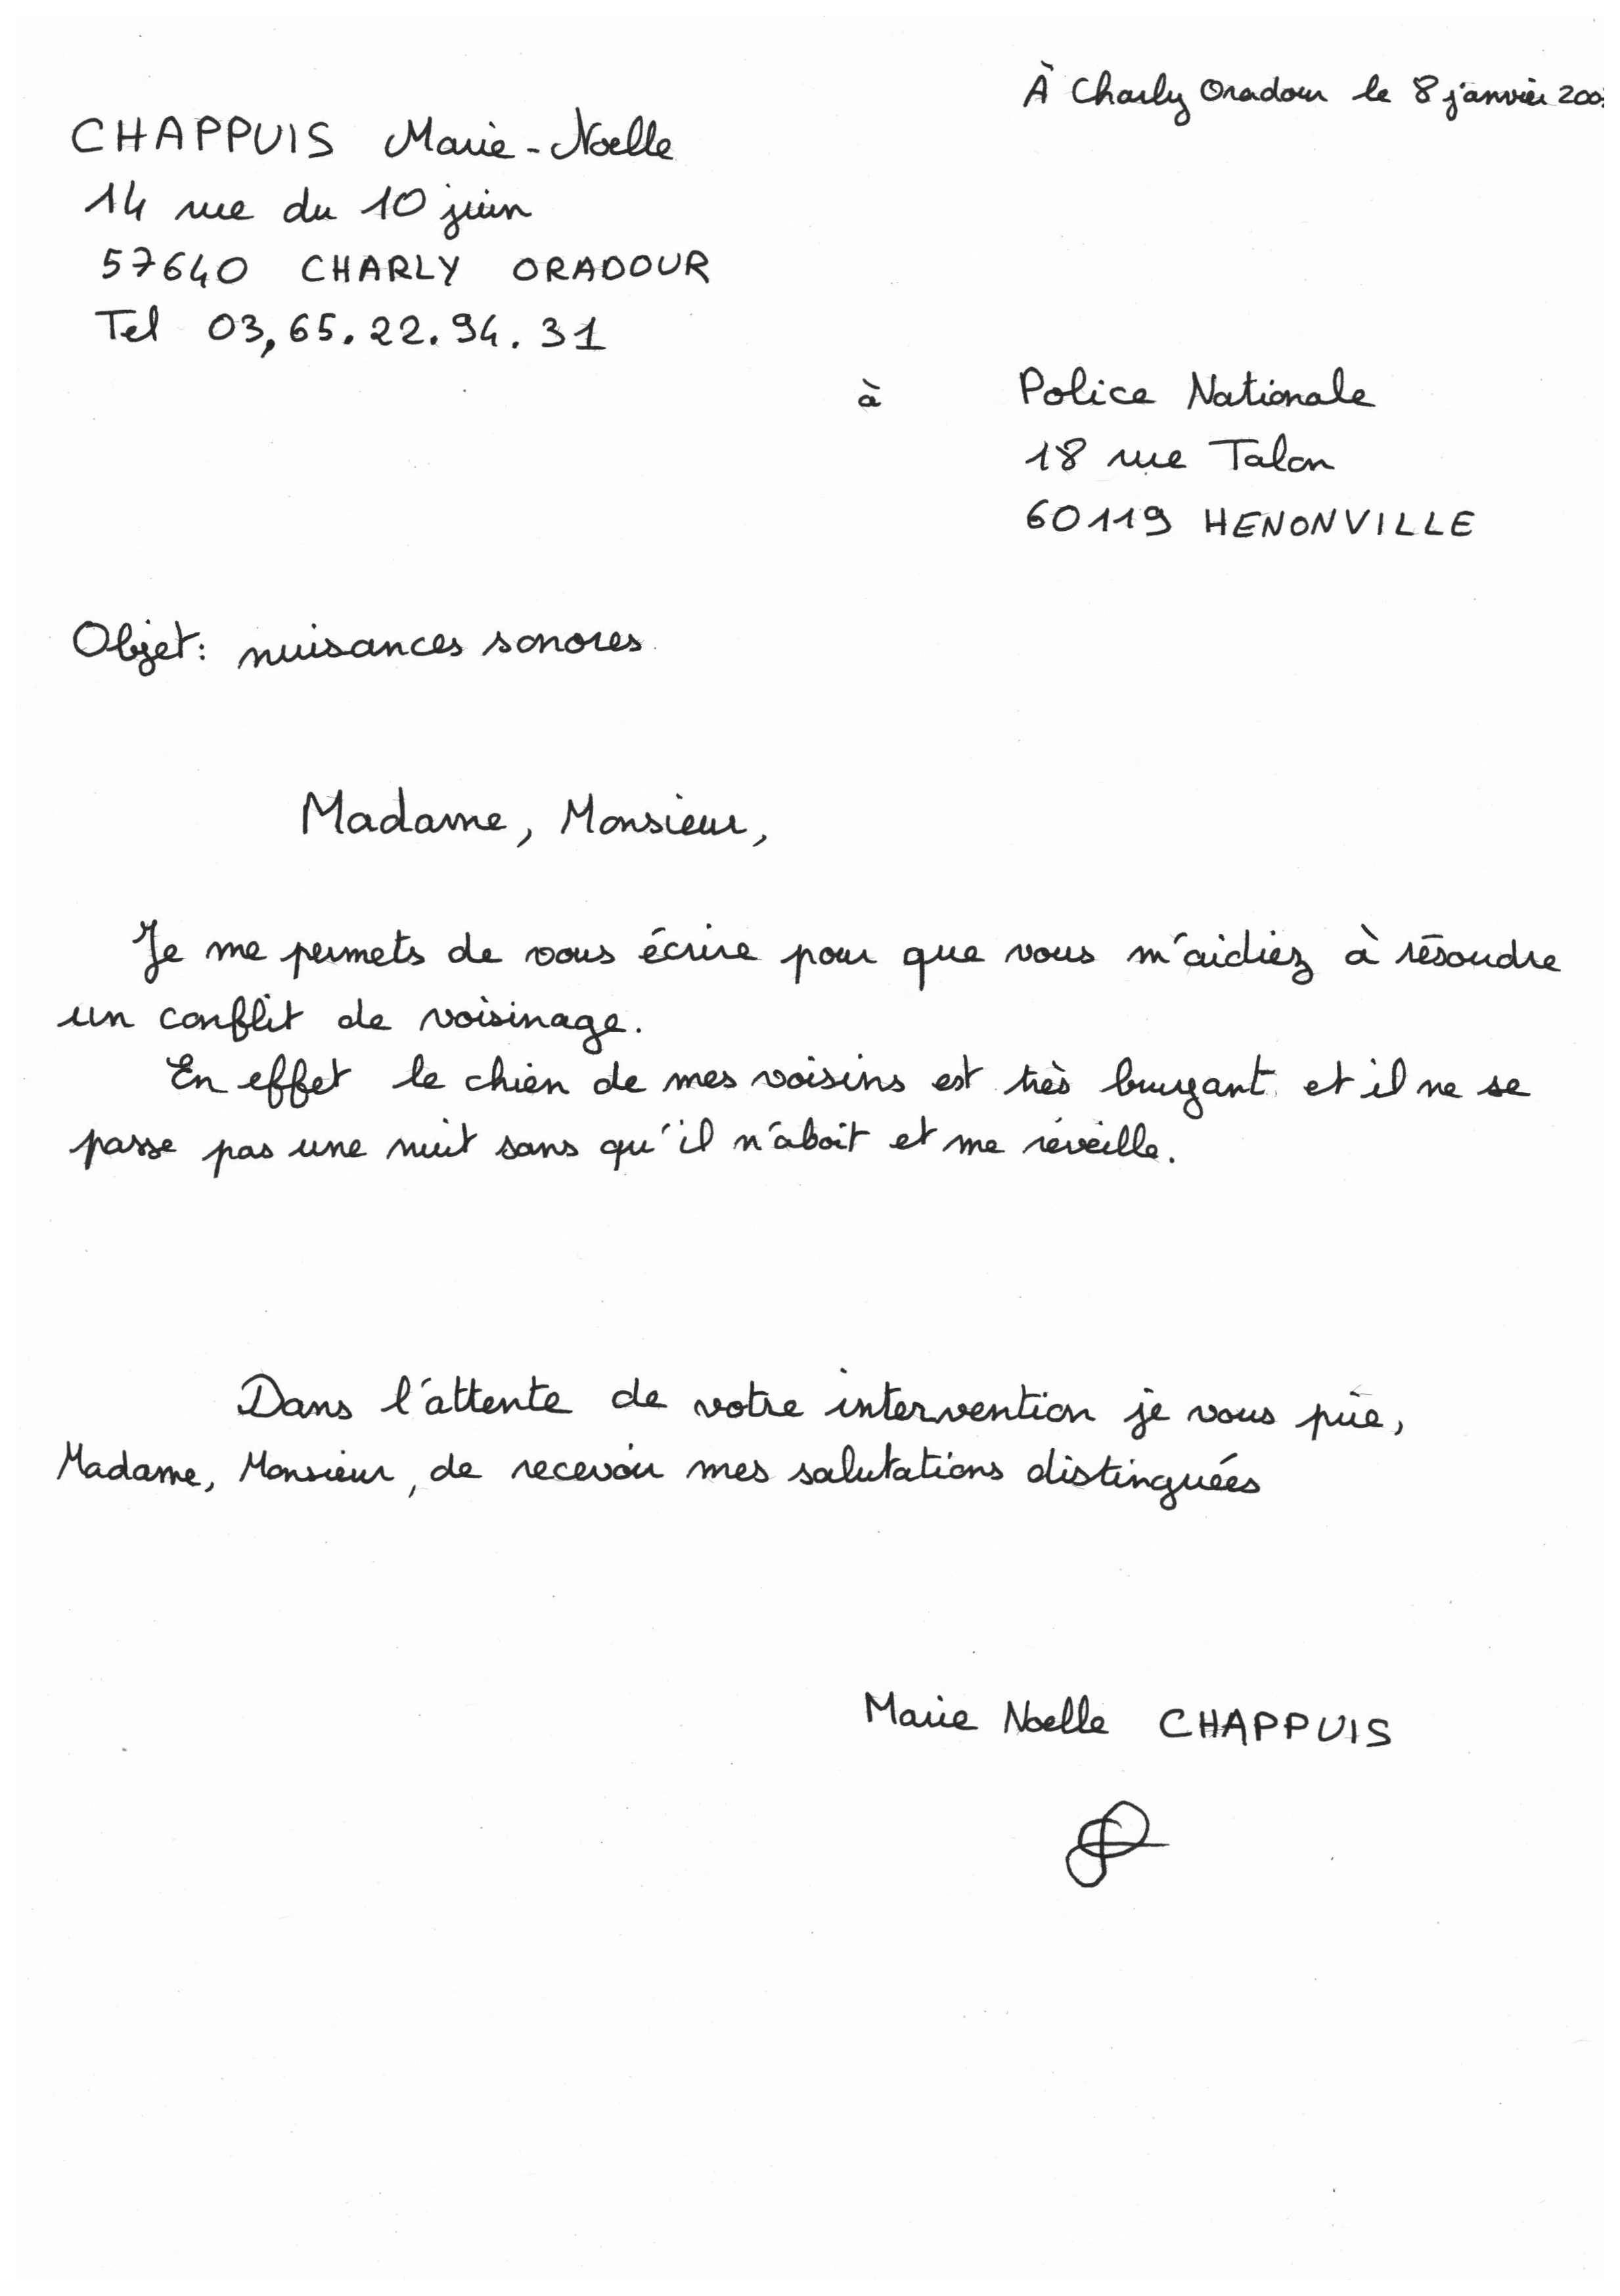 À Charly Oradour le 8 janvier
CHAPPUIS Marie-Noelle
14 rue du 10 juin
57640 CHARLY ORADOUR
Tel 03,65.22.94.31
à Police Nationale
18 rue Talon
60119 HENONVILLE
Objet: nuisances sonores.
Madame, Monsieur,
Je me permets de vous écrire pour que vous m'aidiez à résoudre
un conflit de voisinage.
En effet le chien de mes voisins est très bruyant et il ne se
passe pas une nuit sans qu'il n'aboit et me réveille.
Dans l'attente de votre intervention je vous prie,
Madame, Monsieur, de recevoir mes salutations distinguées
Marie Noelle CHAPPUIS